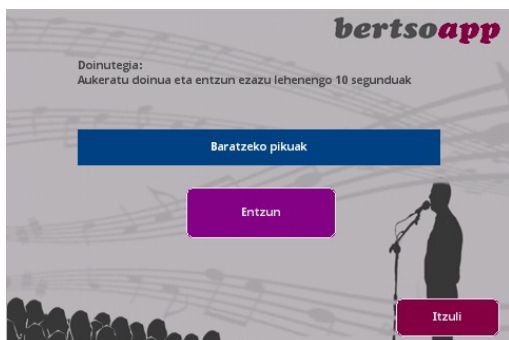 bertsoapp
Doinutegia:
Aukeratu doinua eta entzun ezazu lehenengo 10 segunduak
Baratzeko pikuak
Entzun
Itzuli